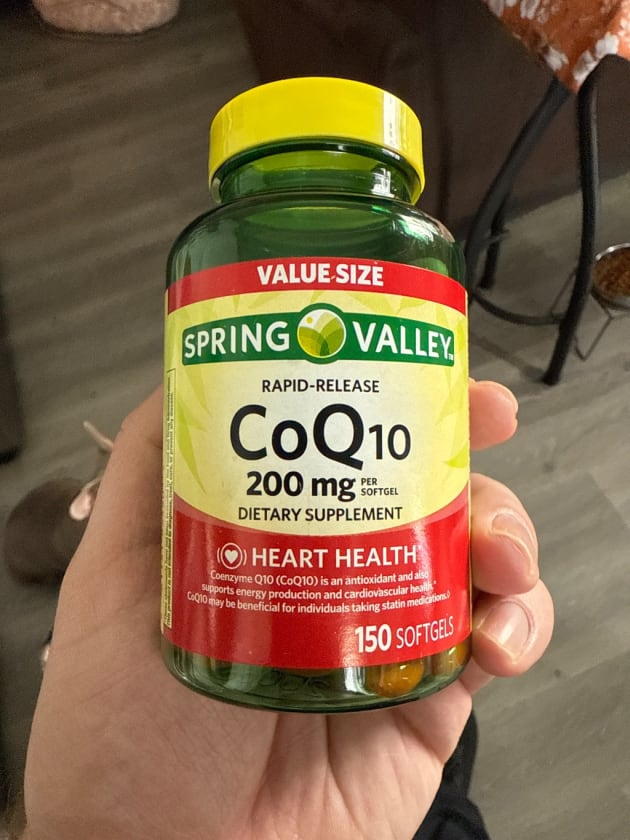 VALUE SIZE
SPRING VALLEY™
RAPID-RELEASE
CoQ10
200 mg PER SOFTGEL
DIETARY SUPPLEMENT
HEART HEALTH
Coenzyme Q10 (CoQ10) is an antioxidant and also
supports energy production and cardiovascular health.*
CoQ10 may be beneficial for individuals taking statin medications.◊
150 SOFTGELS